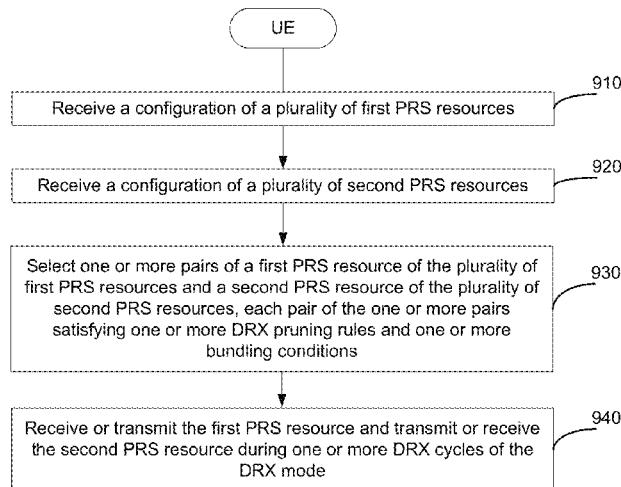 UE
910
Receive a configuration of a plurality of first PRS resources
920
Receive a configuration of a plurality of second PRS resources
930
Select one or more pairs of a first PRS resource of the plurality of
first PRS resources and a second PRS resource of the plurality of
second PRS resources, each pair of the one or more pairs
satisfying one or more DRX pruning rules and one or more
bundling conditions
940
Receive or transmit the first PRS resource and transmit or receive
the second PRS resource during one or more DRX cycles of the
DRX mode